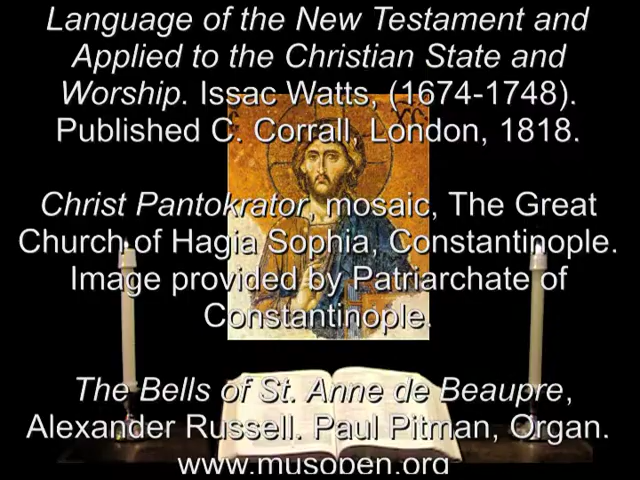 Language of the New Testament and
Applied to the Christian State and
Worship. Issac Watts, (1674-1748).
Published C. Corrall, London, 1818.
Christ Pantokrator, mosaic, The Great
Church of Hagia Sophia, Constantinople.
Image provided by Patriarchate of
Constantinople.
The Bells of St. Anne de Beaupre,
Alexander Russell. Paul Pitman, Organ.
www.musopen.org